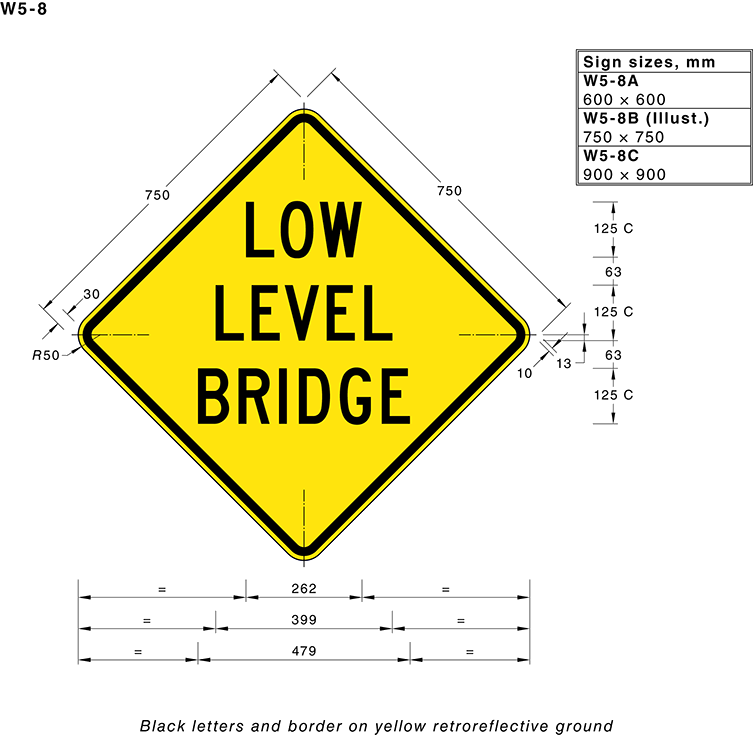 W5-8
Sign sizes, mm
W5-8A
600 × 600
W5-8B (Illust.)
750 × 750
W5-8C
900 × 900
750
750
30
R50
LOW
LEVEL
BRIDGE
125 C
63
125 C
63
125 C
10
13
= 262 =
= 399 =
= 479 =
Black letters and border on yellow retroreflective ground